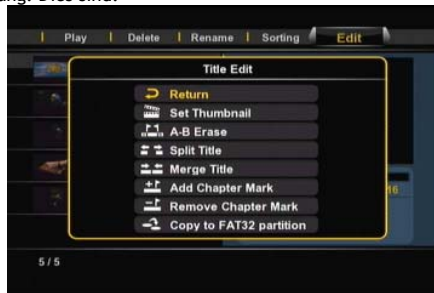 Play | Delete | Rename | Sorting | Edit
Title Edit
Return
Set Thumbnail
A-B Erase
Split Title
Merge Title
Add Chapter Mark
Remove Chapter Mark
Copy to FAT32 partition
16
5 / 5